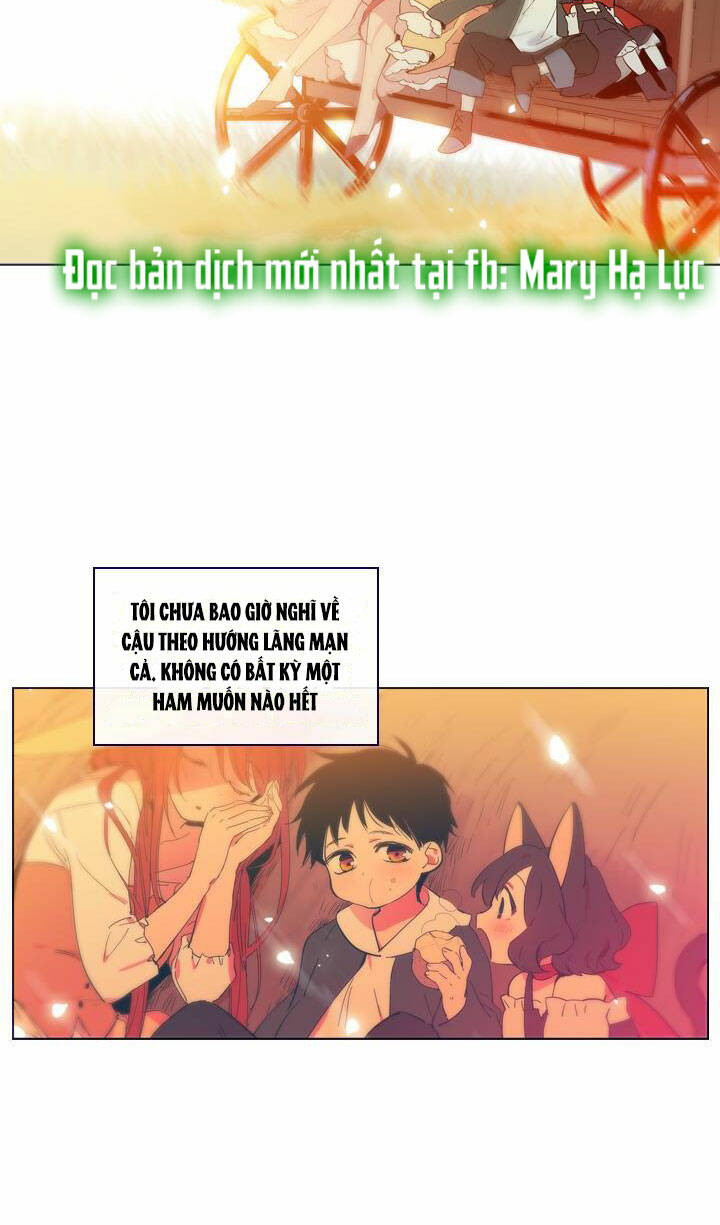 Đọc bản dịch mới nhất tại fb: Mary Hạ Lục
TÔI CHƯA BAO GIỜ NGHĨ VỀ
CẬU THEO HƯỚNG LÃNG MẠN
CẢ. KHÔNG CÓ BẤT KỲ MỘT
HAM MUỐN NÀO HẾT